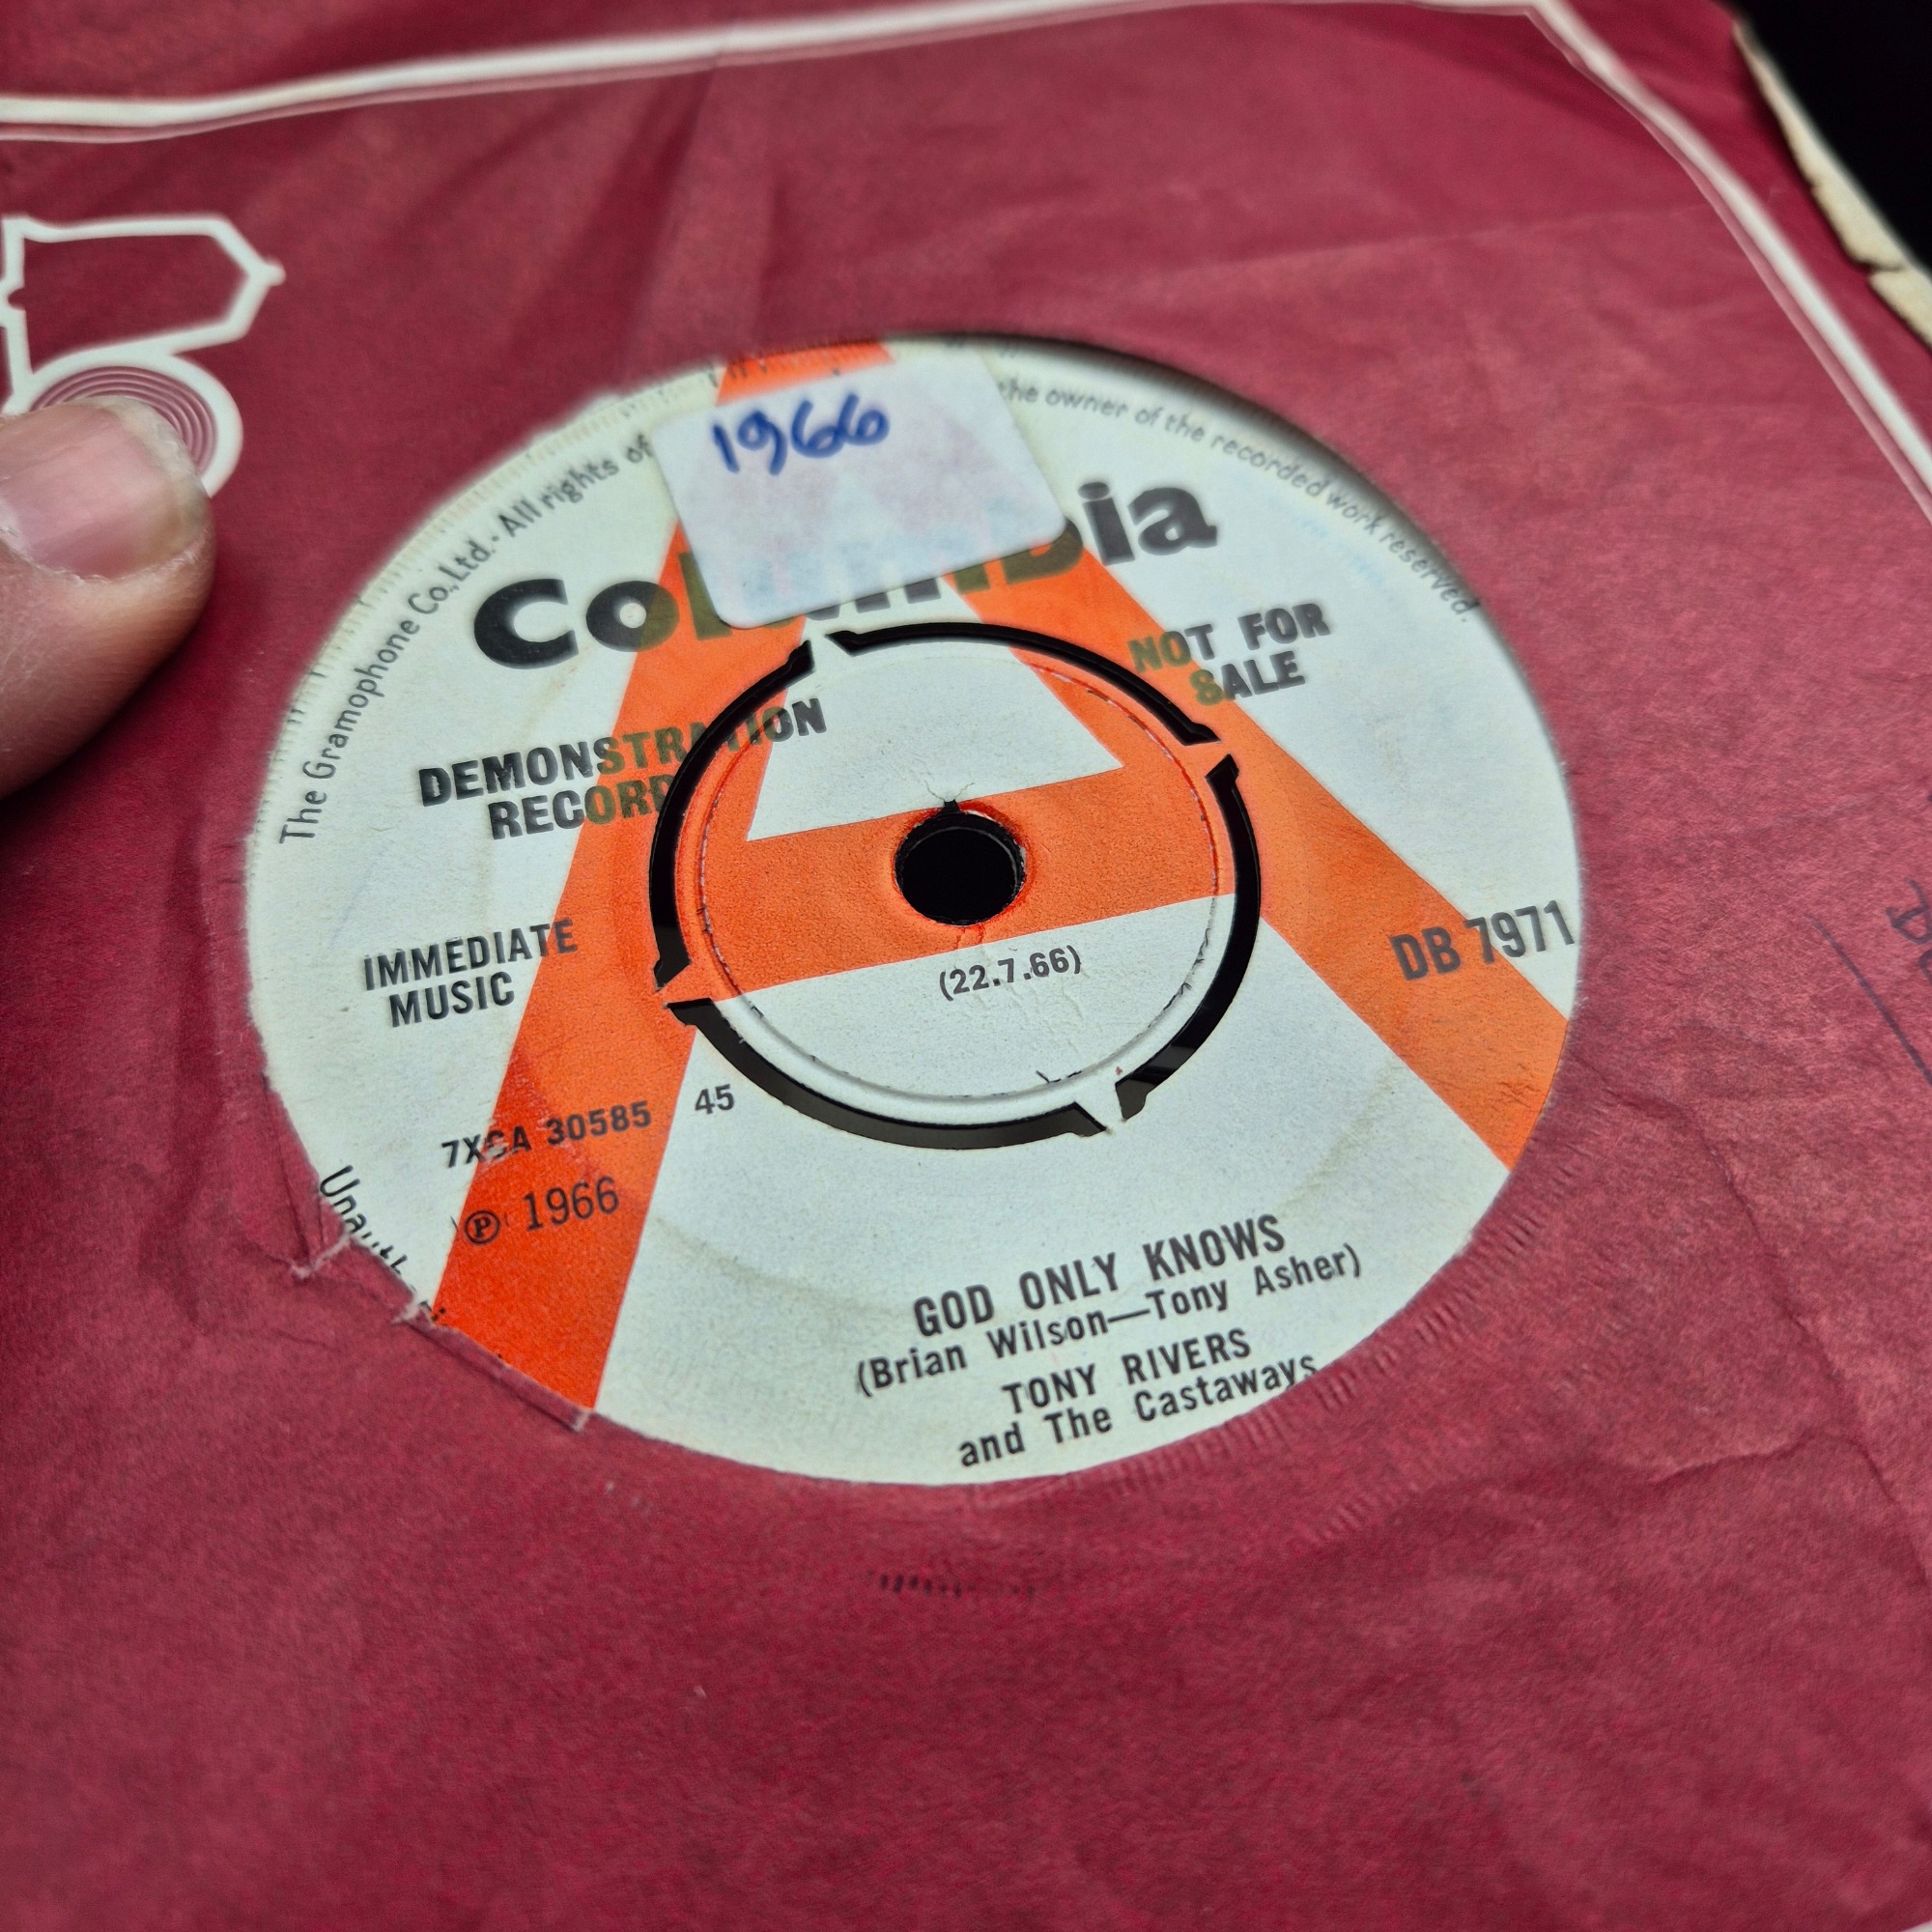 1966
The Gramophone Co., Ltd. · All rights of
the owner of the recorded work reserved.
Columbia
DEMONSTRATION
RECORD
NOT FOR
SALE
IMMEDIATE
MUSIC
DB 7971
(22.7.66)
7XCA 30585
45
℗ 1966
GOD ONLY KNOWS
(Brian Wilson—Tony Asher)
TONY RIVERS
and The Castaways